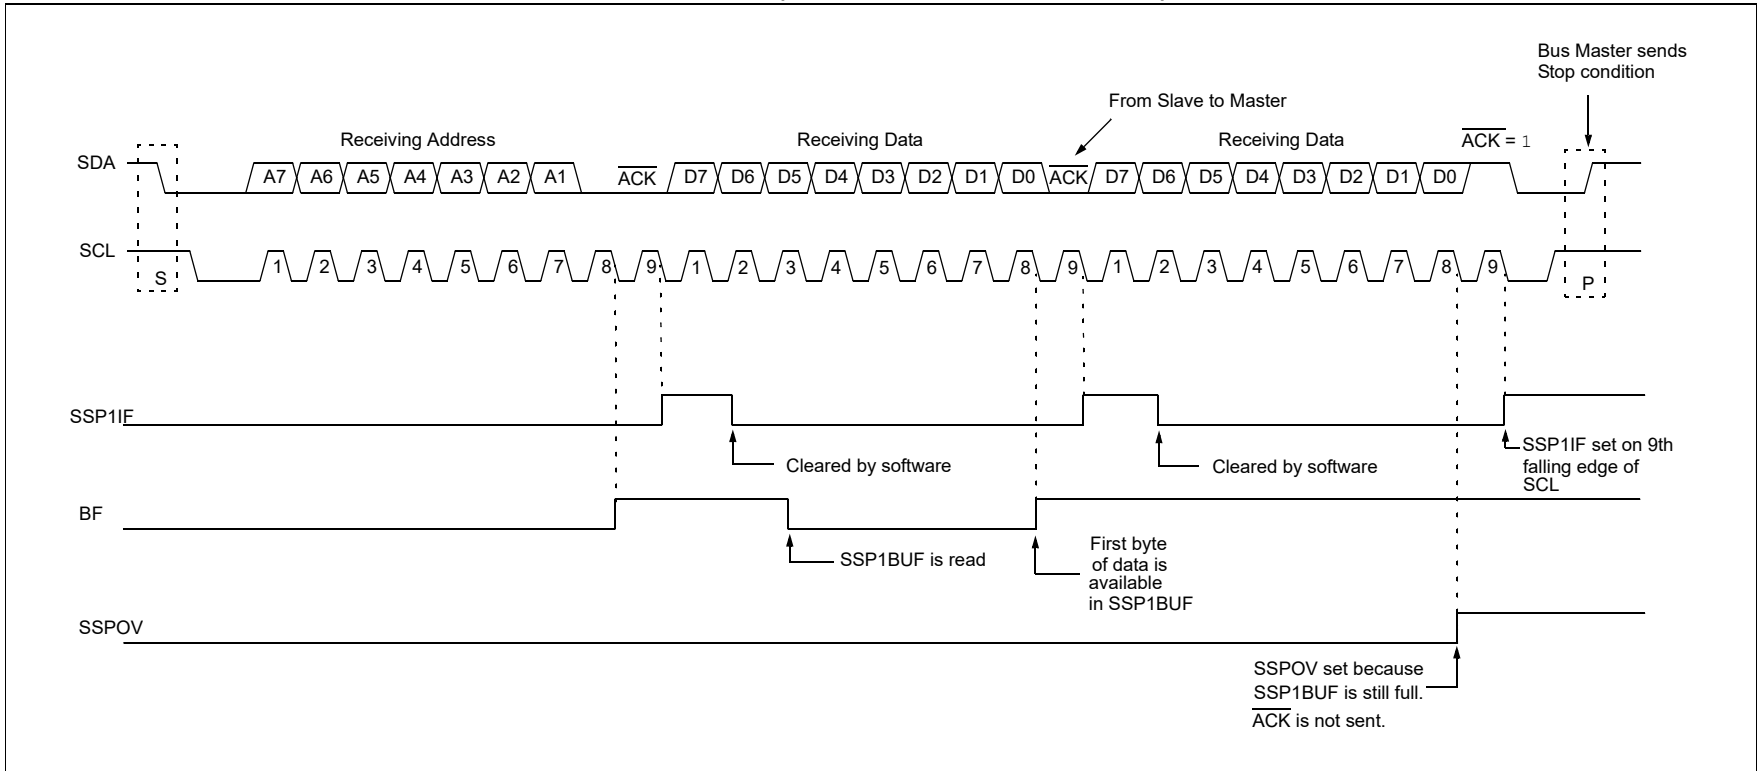 Bus Master sends
Stop condition
From Slave to Master
Receiving Address
Receiving Data
Receiving Data
ACK = 1
SDA
A7 A6 A5 A4 A3 A2 A1 ACK D7 D6 D5 D4 D3 D2 D1 D0 ACK D7 D6 D5 D4 D3 D2 D1 D0
SCL
S
1 2 3 4 5 6 7 8 9 1 2 3 4 5 6 7 8 9 1 2 3 4 5 6 7 8 9
P
SSP1IF
Cleared by software
Cleared by software
SSP1IF set on 9th
falling edge of
SCL
BF
SSP1BUF is read
First byte
of data is
available
in SSP1BUF
SSPOV
SSPOV set because
SSP1BUF is still full.
ACK is not sent.